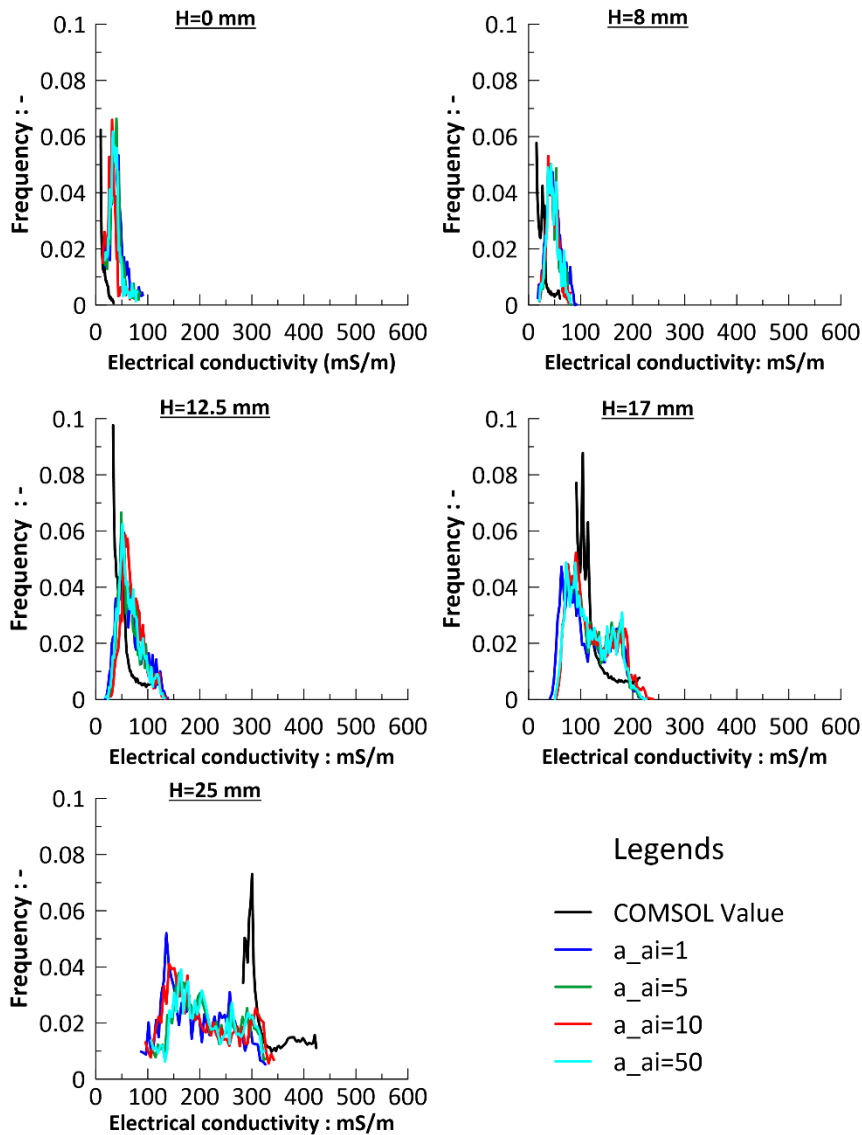 H=0 mm
0.1
0.08
0.06
0.04
0.02
0
Frequency : -
0 100 200 300 400 500 600
Electrical conductivity (mS/m)
H=8 mm
0.1
0.08
0.06
0.04
0.02
0
Frequency : -
0 100 200 300 400 500 600
Electrical conductivity: mS/m
H=12.5 mm
0.1
0.08
0.06
0.04
0.02
0
Frequency : -
0 100 200 300 400 500 600
Electrical conductivity : mS/m
H=17 mm
0.1
0.08
0.06
0.04
0.02
0
Frequency : -
0 100 200 300 400 500 600
Electrical conductivity : mS/m
H=25 mm
0.1
0.08
0.06
0.04
0.02
0
Frequency : -
0 100 200 300 400 500 600
Electrical conductivity : mS/m
Legends
COMSOL Value
a_ai=1
a_ai=5
a_ai=10
a_ai=50